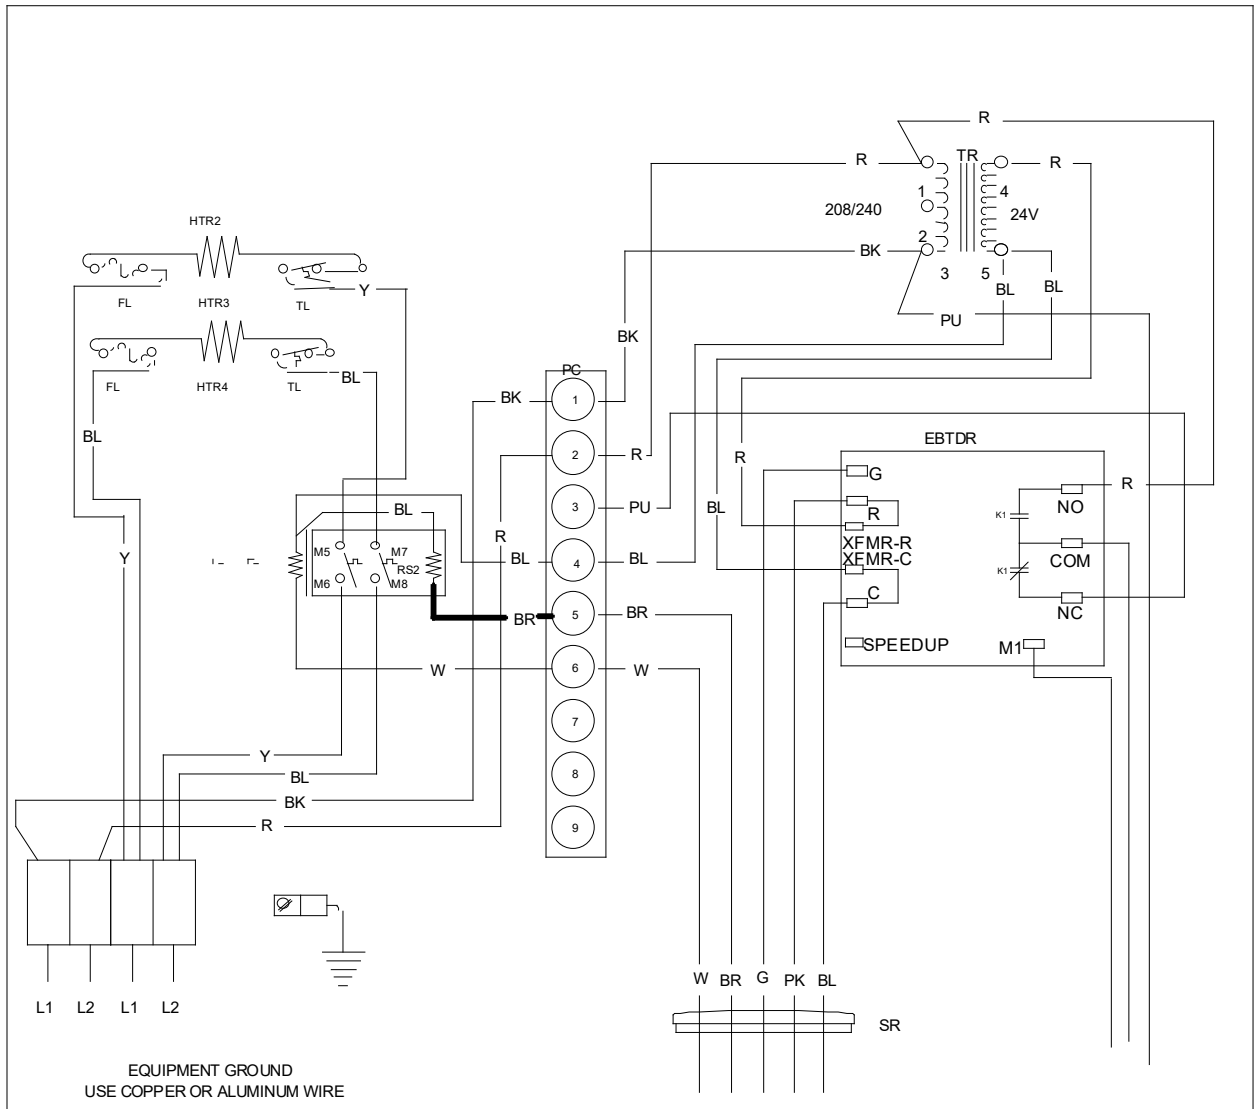 R
R
TR
R
1
4
208/240
24V
HTR2
2
BK
3
5
BL
BL
Y
FL
HTR3
TL
PU
BK
PC
FL
HTR4
TL
BL
BK
1
BL
EBTDR
2
R
R
G
R
BL
3
PU
BL
R
NO
R
K1
M5
M7
XFMR-R
Y
BL
4
BL
XFMR-C
COM
RS2
K1
M6
M8
C
NC
BR
5
BR
SPEEDUP
M1
W
6
W
7
Y
BL
8
BK
R
9
W
BR
G
PK
BL
L1
L2
L1
L2
SR
EQUIPMENT GROUND
USE COPPER OR ALUMINUM WIRE